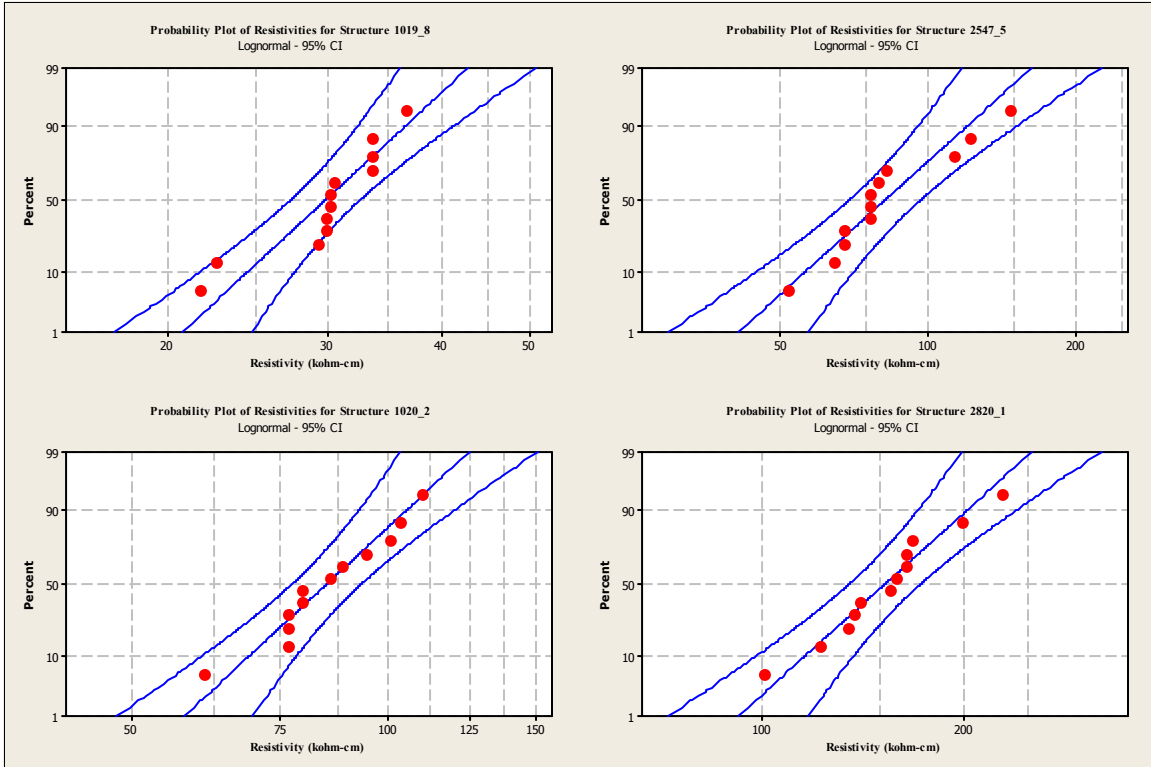 Probability Plot of Resistivities for Structure 1019_8
Lognormal - 95% CI
99
90
50
10
1
Percent
20 30 40 50
Resistivity (kohm-cm)
Probability Plot of Resistivities for Structure 2547_5
Lognormal - 95% CI
99
90
50
10
1
Percent
50 100 200
Resistivity (kohm-cm)
Probability Plot of Resistivities for Structure 1020_2
Lognormal - 95% CI
99
90
50
10
1
Percent
50 75 100 125 150
Resistivity (kohm-cm)
Probability Plot of Resistivities for Structure 2820_1
Lognormal - 95% CI
99
90
50
10
1
Percent
100 200
Resistivity (kohm-cm)